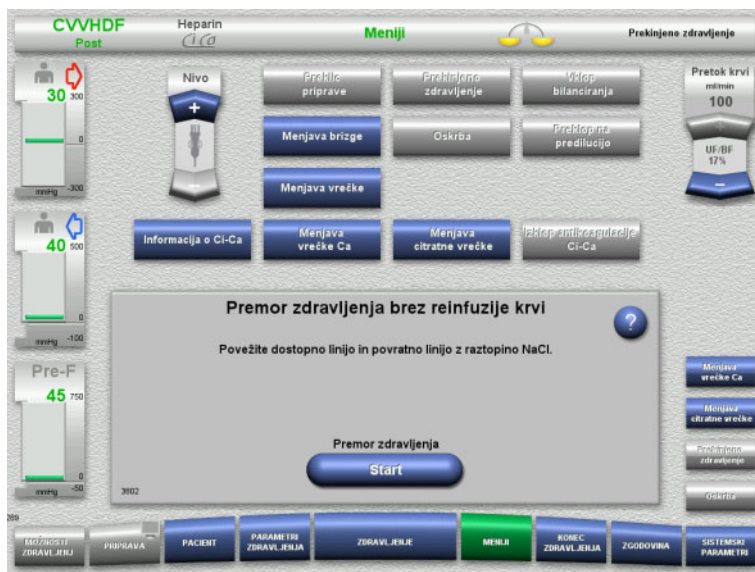 CVVHDF
Post
Heparin
Ci Ca
Meniji
Prekinjeno zdravljenje
30
300
0
-300
mmHg
40
500
0
-100
mmHg
Pre-F
45
750
0
-50
mmHg
Nivo
+
−
Prekilc
priprave
Prekinjeno
zdravljenje
Vklop
bilanciranja
Menjava brizge
Oskrba
Preklop na
predilucijo
Menjava vrečke
Informacija o Ci-Ca
Menjava
vrečke Ca
Menjava
citratne vrečke
Izklop antikoagulacije
Ci-Ca
Pretok krvi
ml/min
100
+
UF/BF
17%
−
Premor zdravljenja brez reinfuzije krvi
?
Povežite dostopno linijo in povratno linijo z raztopino NaCl.
Premor zdravljenja
Start
3602
Menjava
vrečke Ca
Menjava
citratne vrečke
Prekinjeno
zdravljenje
Oskrba
MOŽNOSTI
ZDRAVLJENJ
PRIPRAVA
PACIENT
PARAMETRI
ZDRAVLJENJA
ZDRAVLJENJE
MENIJI
KONEC
ZDRAVLJENJA
ZGODOVINA
SISTEMSKI
PARAMETRI